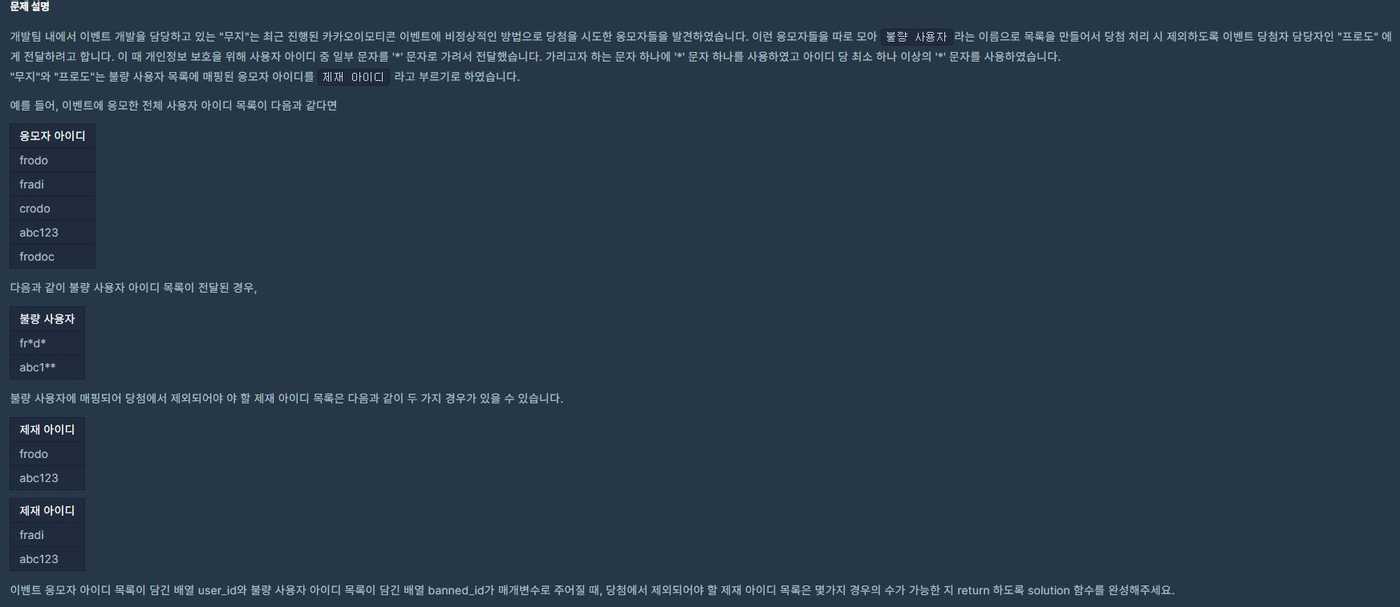 문제 설명
개발팀 내에서 이벤트 개발을 담당하고 있는 "무지"는 최근 진행된 카카오이모티콘 이벤트에 비정상적인 방법으로 당첨을 시도한 응모자들을 발견하였습니다. 이런 응모자들을 따로 모아 불량 사용자 라는 이름으로 목록을 만들어서 당첨 처리 시 제외하도록 이벤트 당첨자 담당자인 "프로도" 에
게 전달하려고 합니다. 이 때 개인정보 보호을 위해 사용자 아이디 중 일부 문자를 '*' 문자로 가려서 전달했습니다. 가리고자 하는 문자 하나에 '*' 문자 하나를 사용하였고 아이디 당 최소 하나 이상의 '*' 문자를 사용하였습니다.
"무지"와 "프로도"는 불량 사용자 목록에 매핑된 응모자 아이디를 제재 아이디 라고 부르기로 하였습니다.
예를 들어, 이벤트에 응모한 전체 사용자 아이디 목록이 다음과 같다면
응모자 아이디
frodo
fradi
crodo
abc123
frodoc
다음과 같이 불량 사용자 아이디 목록이 전달된 경우,
불량 사용자
fr*d*
abc1**
불량 사용자에 매핑되어 당첨에서 제외되어야 야 할 제재 아이디 목록은 다음과 같이 두 가지 경우가 있을 수 있습니다.
제재 아이디
frodo
abc123
제재 아이디
fradi
abc123
이벤트 응모자 아이디 목록이 담긴 배열 user_id와 불량 사용자 아이디 목록이 담긴 배열 banned_id가 매개변수로 주어질 때, 당첨에서 제외되어야 할 제재 아이디 목록은 몇가지 경우의 수가 가능한 지 return 하도록 solution 함수를 완성해주세요.